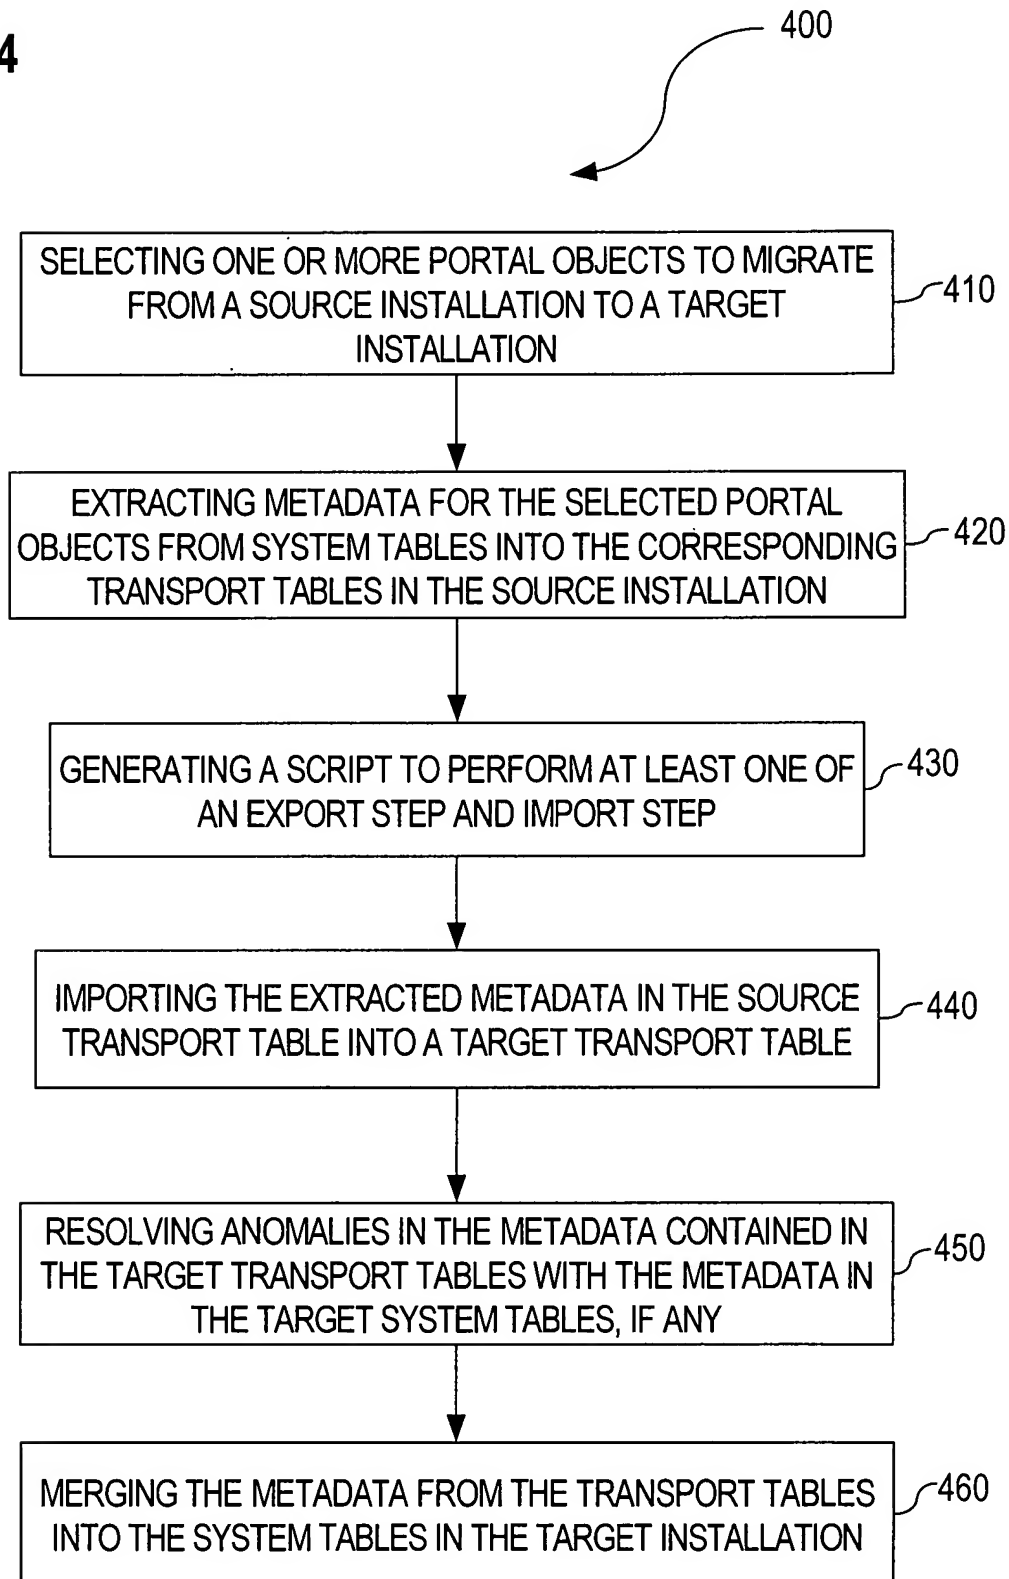 4
400
SELECTING ONE OR MORE PORTAL OBJECTS TO MIGRATE
FROM A SOURCE INSTALLATION TO A TARGET
INSTALLATION
410
EXTRACTING METADATA FOR THE SELECTED PORTAL
OBJECTS FROM SYSTEM TABLES INTO THE CORRESPONDING
TRANSPORT TABLES IN THE SOURCE INSTALLATION
420
GENERATING A SCRIPT TO PERFORM AT LEAST ONE OF
AN EXPORT STEP AND IMPORT STEP
430
IMPORTING THE EXTRACTED METADATA IN THE SOURCE
TRANSPORT TABLE INTO A TARGET TRANSPORT TABLE
440
RESOLVING ANOMALIES IN THE METADATA CONTAINED IN
THE TARGET TRANSPORT TABLES WITH THE METADATA IN
THE TARGET SYSTEM TABLES, IF ANY
450
MERGING THE METADATA FROM THE TRANSPORT TABLES
INTO THE SYSTEM TABLES IN THE TARGET INSTALLATION
460